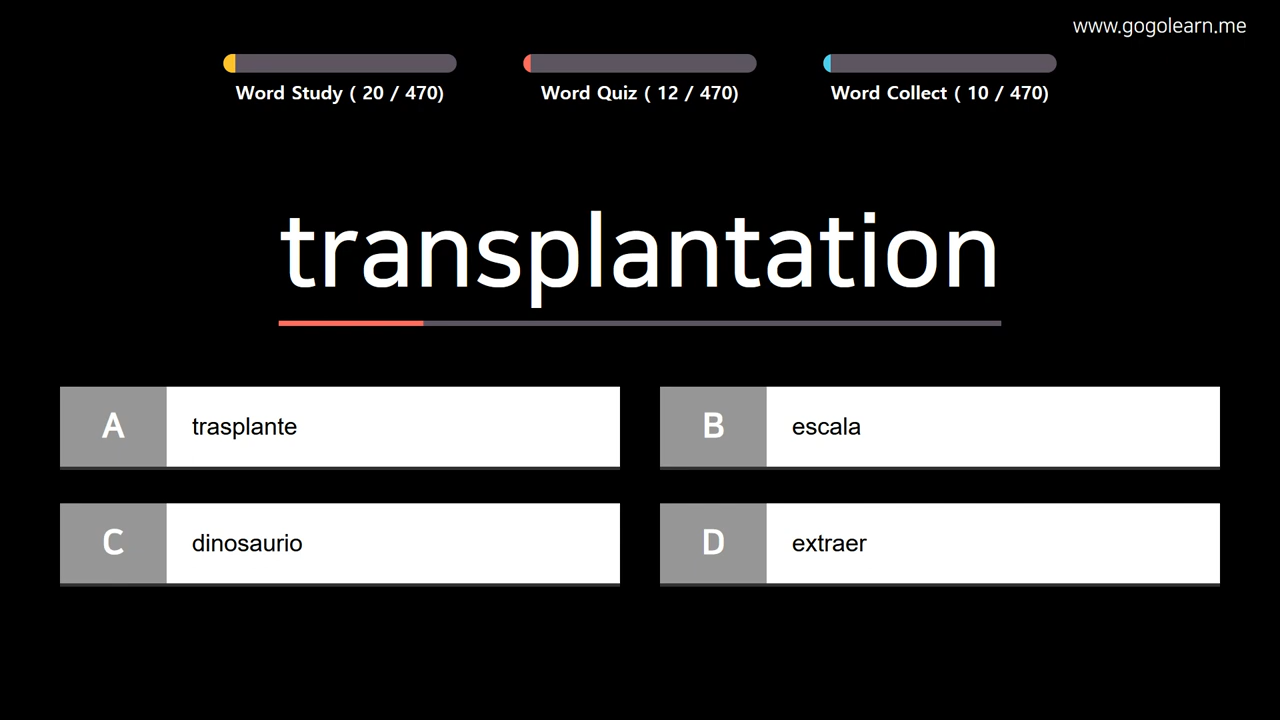 www.gogolearn.me
Word Study ( 20 / 470)
Word Quiz ( 12 / 470)
Word Collect ( 10 / 470)
transplantation
A trasplante
B escala
C dinosaurio
D extraer